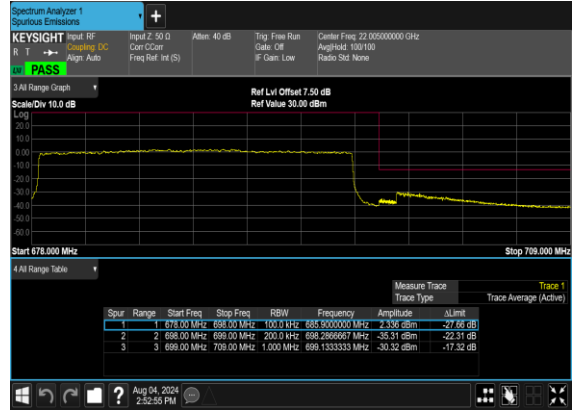 Spectrum Analyzer 1
Spurious Emissions
+
KEYSIGHT Input: RF Input Z: 50 Ω Atten: 40 dB Trig: Free Run Center Freq: 22.005000000 GHz
R T Coupling: DC Corr CCorr Gate: Off Avg|Hold: 100/100
Align: Auto Freq Ref: Int (S) IF Gain: Low Radio Std: None
LW PASS
3 All Range Graph
Ref Lvl Offset 7.50 dB
Scale/Div 10.0 dB Ref Value 30.00 dBm
Log
20.0
10.0
0.00
-10.0
-20.0
-30.0
-40.0
-50.0
-60.0
Start 678.000 MHz Stop 709.000 MHz
4 All Range Table
Measure Trace Trace 1
Trace Type Trace Average (Active)
Spur Range Start Freq Stop Freq RBW Frequency Amplitude ΔLimit
1 1 678.00 MHz 698.00 MHz 100.0 kHz 685.9000000 MHz 2.336 dBm -27.66 dB
2 2 698.00 MHz 699.00 MHz 200.0 kHz 698.2866667 MHz -35.31 dBm -22.31 dB
3 3 699.00 MHz 709.00 MHz 1.000 MHz 699.1333333 MHz -30.32 dBm -17.32 dB
? Aug 04, 2024
2:52:55 PM